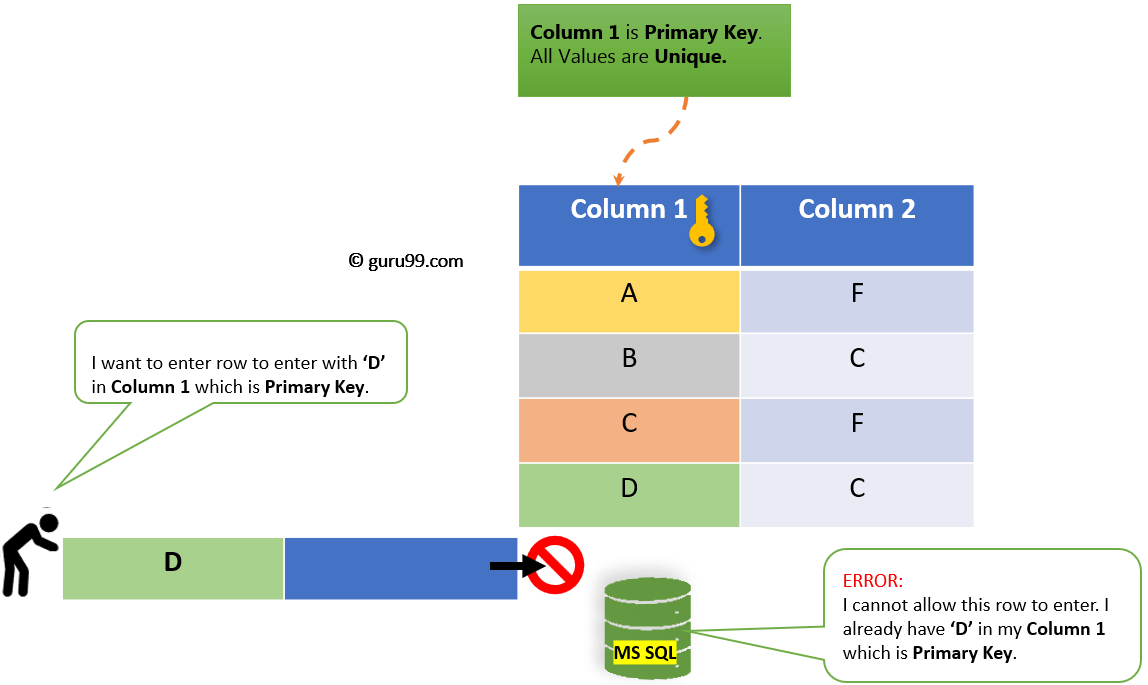 Column 1 is Primary Key.
All Values are Unique.
Column 1
Column 2
© guru99.com
A
F
B
C
C
F
D
C
I want to enter row to enter with ‘D’
in Column 1 which is Primary Key.
D
MS SQL
ERROR:
I cannot allow this row to enter. I
already have ‘D’ in my Column 1
which is Primary Key.